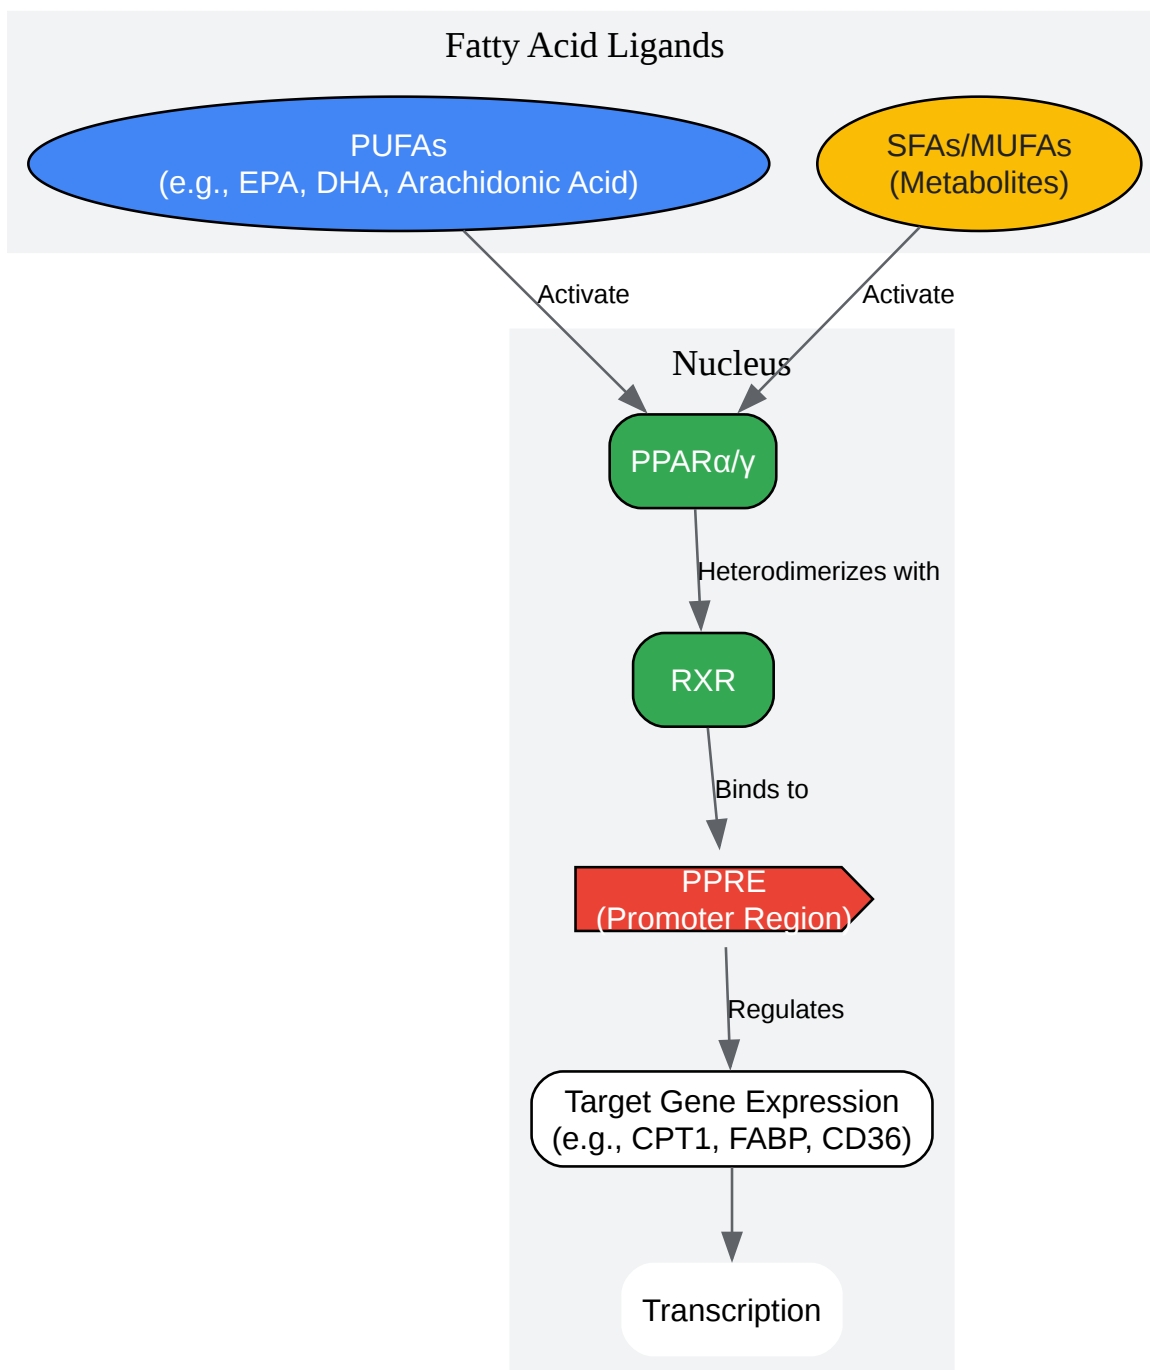 Fatty Acid Ligands
PUFAs
(e.g., EPA, DHA, Arachidonic Acid)
SFAs/MUFAs
(Metabolites)
Activate
Activate
Nucleus
PPARα/γ
Heterodimerizes with
RXR
Binds to
PPRE
(Promoter Region)
Regulates
Target Gene Expression
(e.g., CPT1, FABP, CD36)
Transcription